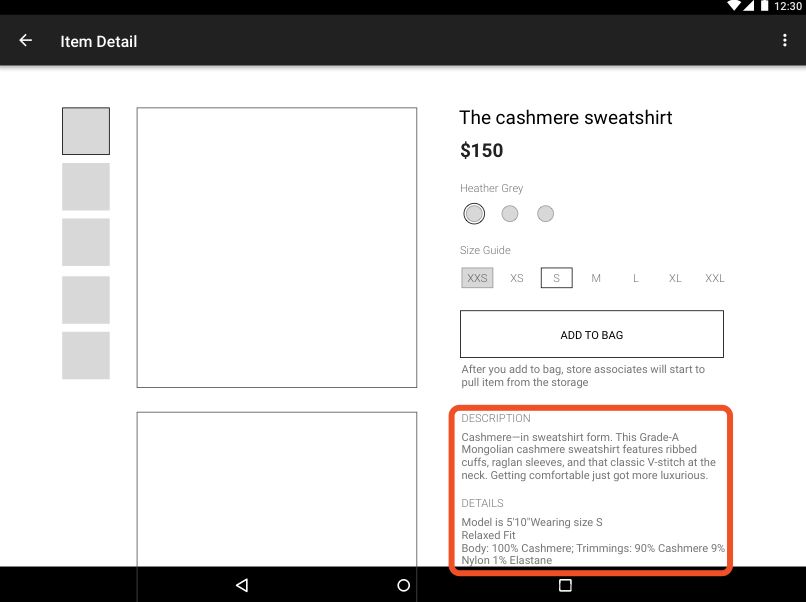 12:30
Item Detail
The cashmere sweatshirt
$150
Heather Grey
Size Guide
XXS XS S M L XL XXL
ADD TO BAG
After you add to bag, store associates will start to
pull item from the storage
DESCRIPTION
Cashmere—in sweatshirt form. This Grade-A
Mongolian cashmere sweatshirt features ribbed
cuffs, raglan sleeves, and that classic V-stitch at the
neck. Getting comfortable just got more luxurious.
DETAILS
Model is 5'10"Wearing size S
Relaxed Fit
Body: 100% Cashmere; Trimmings: 90% Cashmere 9%
Nylon 1% Elastane